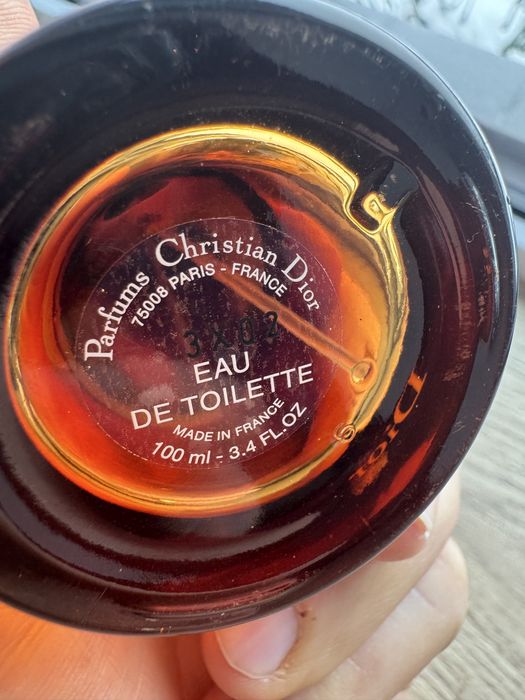 Parfums Christian Dior
75008 PARIS - FRANCE
3X02
EAU
DE TOILETTE
MADE IN FRANCE
100 ml - 3.4 FL.OZ
Dior